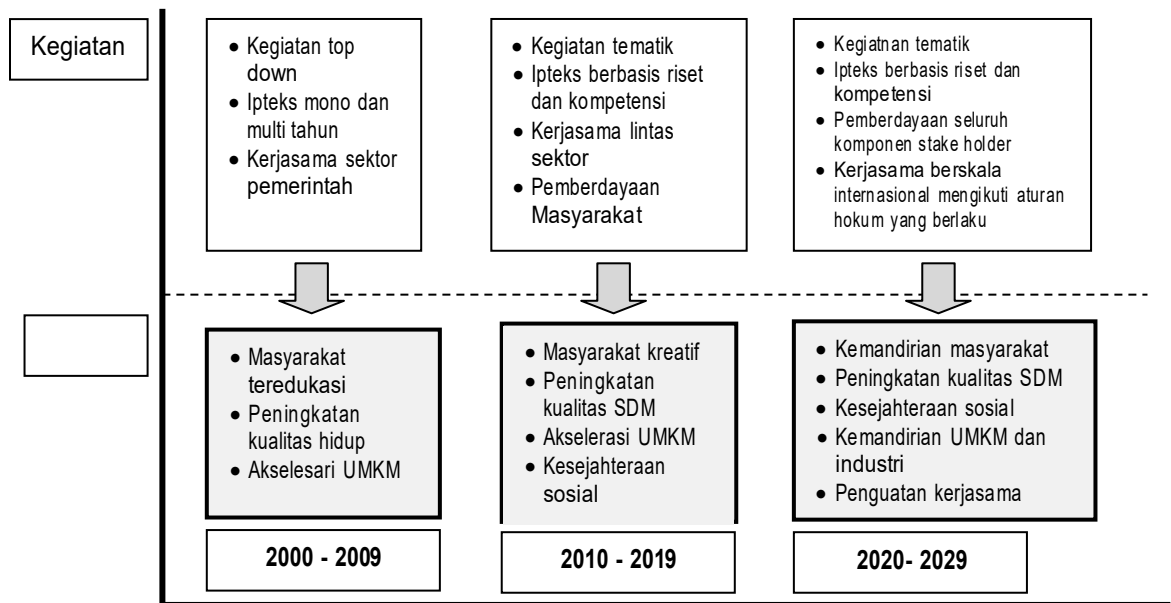 Kegiatan
• Kegiatan top
down
• Ipteks mono dan
multi tahun
• Kerjasama sektor
pemerintah
• Kegiatan tematik
• Ipteks berbasis riset
dan kompetensi
• Kerjasama lintas
sektor
• Pemberdayaan
Masyarakat
• Kegiatnan tematik
• Ipteks berbasis riset dan
kompetensi
• Pemberdayaan seluruh
komponen stake holder
• Kerjasama berskala
internasional mengikuti aturan
hokum yang berlaku
• Masyarakat
teredukasi
• Peningkatan
kualitas hidup
• Akselesari UMKM
• Masyarakat kreatif
• Peningkatan
kualitas SDM
• Akselerasi UMKM
• Kesejahteraan
sosial
• Kemandirian masyarakat
• Peningkatan kualitas SDM
• Kesejahteraan sosial
• Kemandirian UMKM dan
industri
• Penguatan kerjasama
2000 - 2009
2010 - 2019
2020- 2029